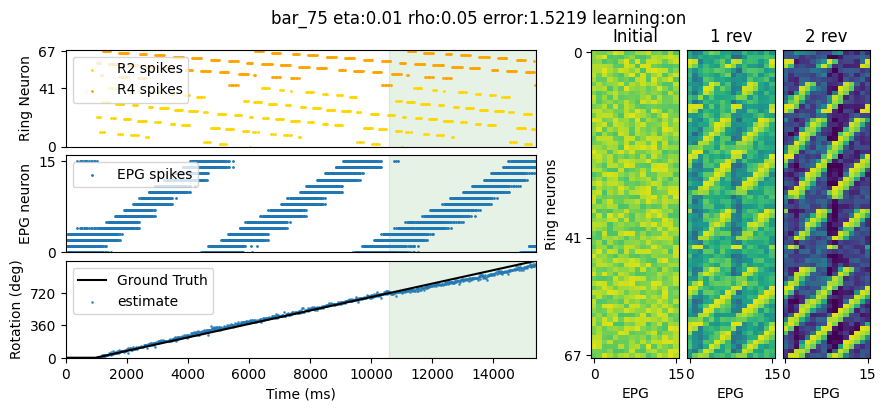 bar_75 eta:0.01 rho:0.05 error:1.5219 learning:on
Ring Neuron
67
41
0
R2 spikes
R4 spikes
EPG neuron
15
0
EPG spikes
Rotation (deg)
720
360
0
Ground Truth
estimate
0 2000 4000 6000 8000 10000 12000 14000
Time (ms)
Initial 1 rev 2 rev
Ring neurons
0
41
67
0 15 0 15 0 15
EPG EPG EPG